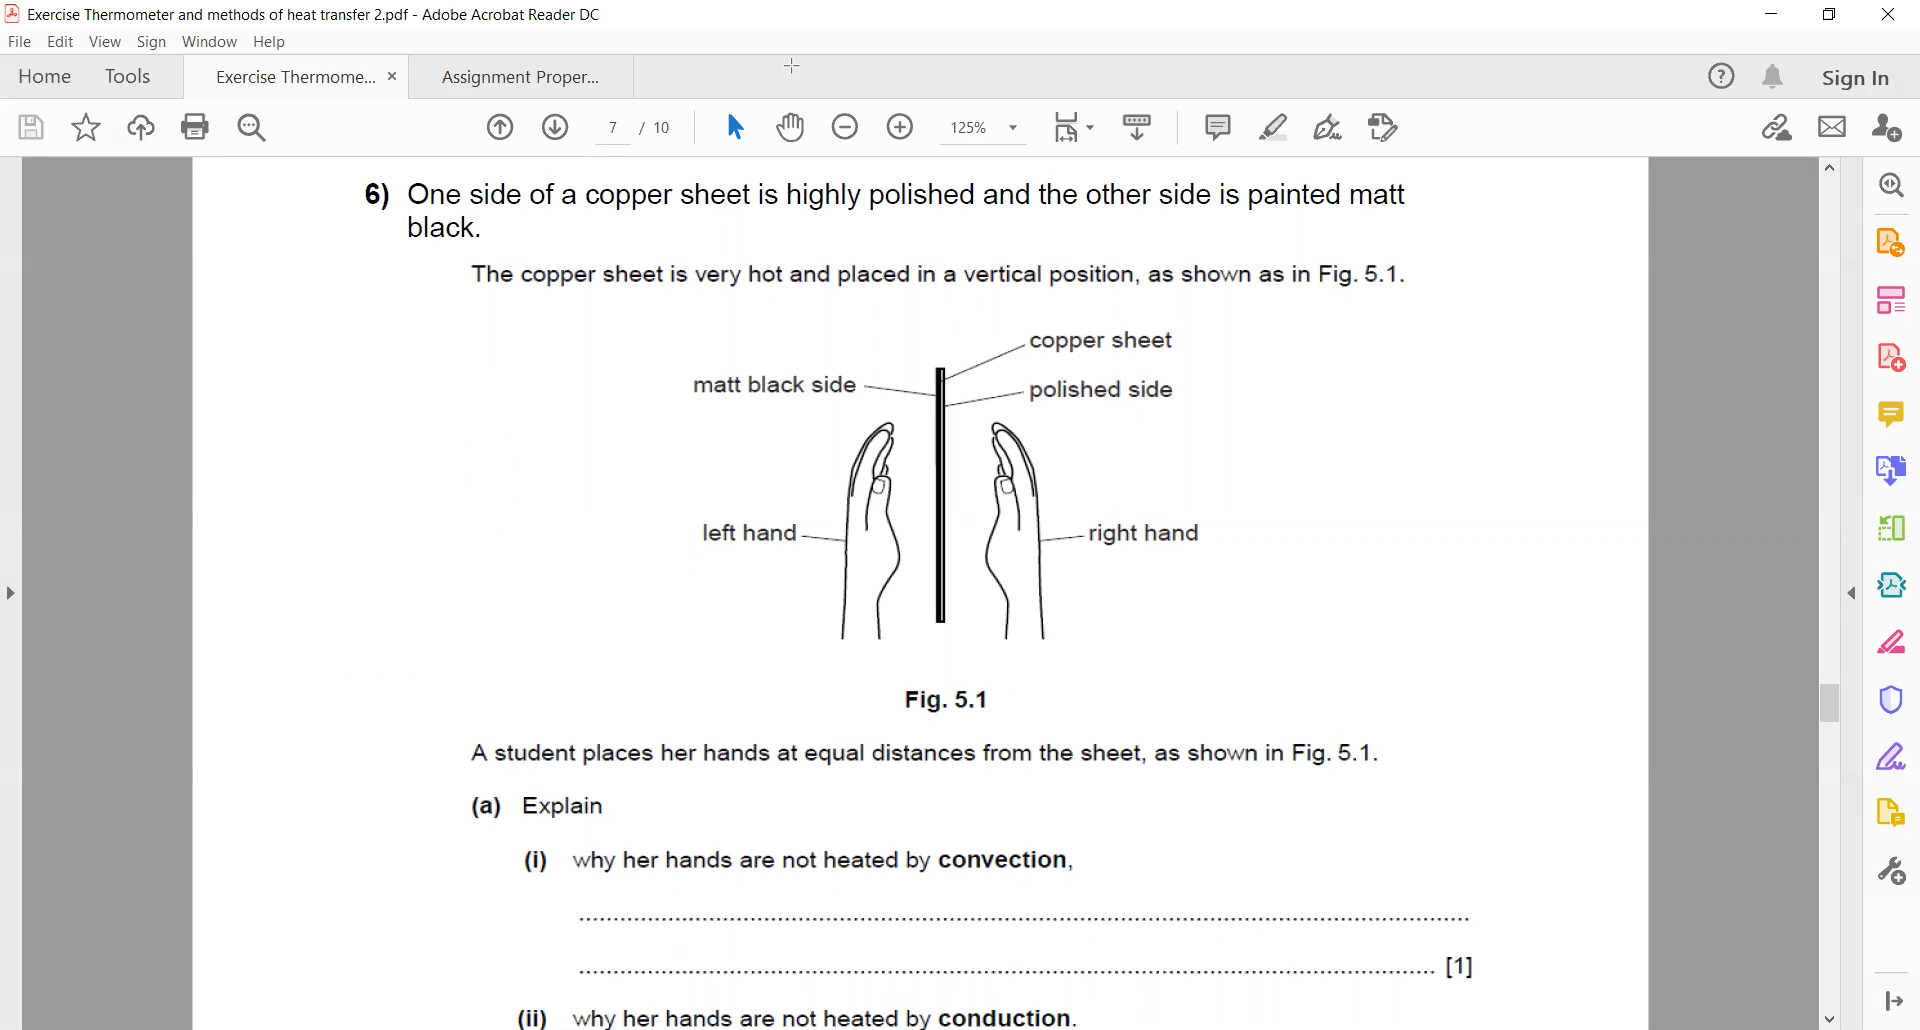 Exercise Thermometer and methods of heat transfer 2.pdf - Adobe Acrobat Reader DC
File Edit View Sign Window Help
Home Tools Exercise Thermome... × Assignment Proper... Sign In
7 / 10 125%
6) One side of a copper sheet is highly polished and the other side is painted matt
black.
The copper sheet is very hot and placed in a vertical position, as shown as in Fig. 5.1.
copper sheet
matt black side
polished side
left hand
right hand
Fig. 5.1
A student places her hands at equal distances from the sheet, as shown in Fig. 5.1.
(a) Explain
(i) why her hands are not heated by convection,
..........................................................................................................................
...................................................................................................................... [1]
(ii) why her hands are not heated by conduction.